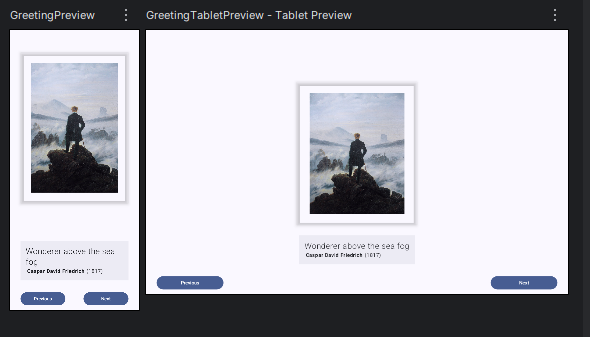 GreetingPreview
Wonderer above the sea
fog
Caspar David Friedrich (1817)
Previous
Next
GreetingTabletPreview - Tablet Preview
Wonderer above the sea fog
Caspar David Friedrich (1817)
Previous
Next